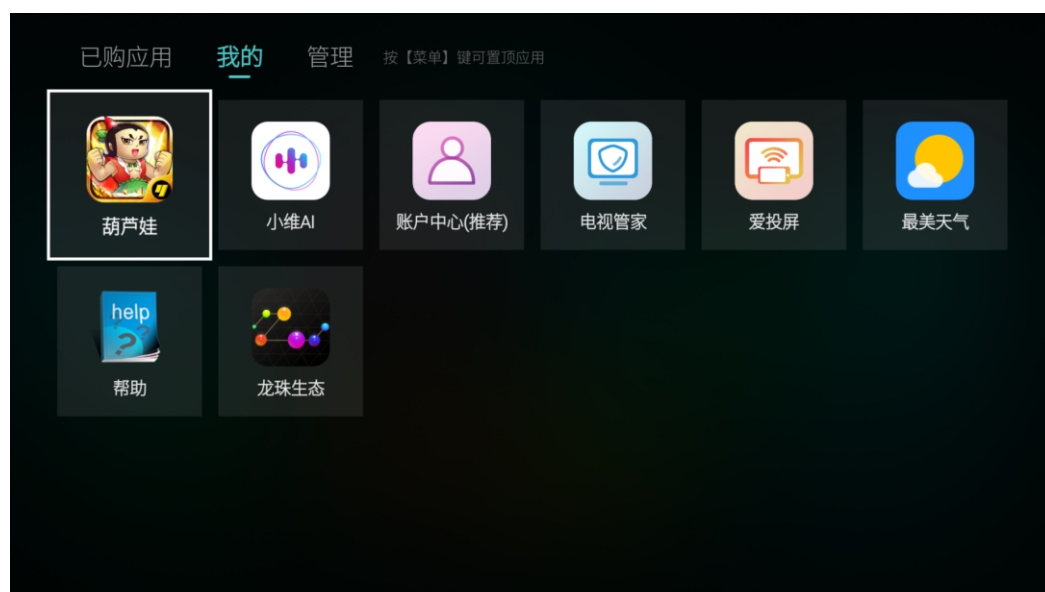 已购应用 我的 管理 按【菜单】键可置顶应用
葫芦娃 小维AI 账户中心(推荐) 电视管家 爱投屏 最美天气
help
??
帮助 龙珠生态